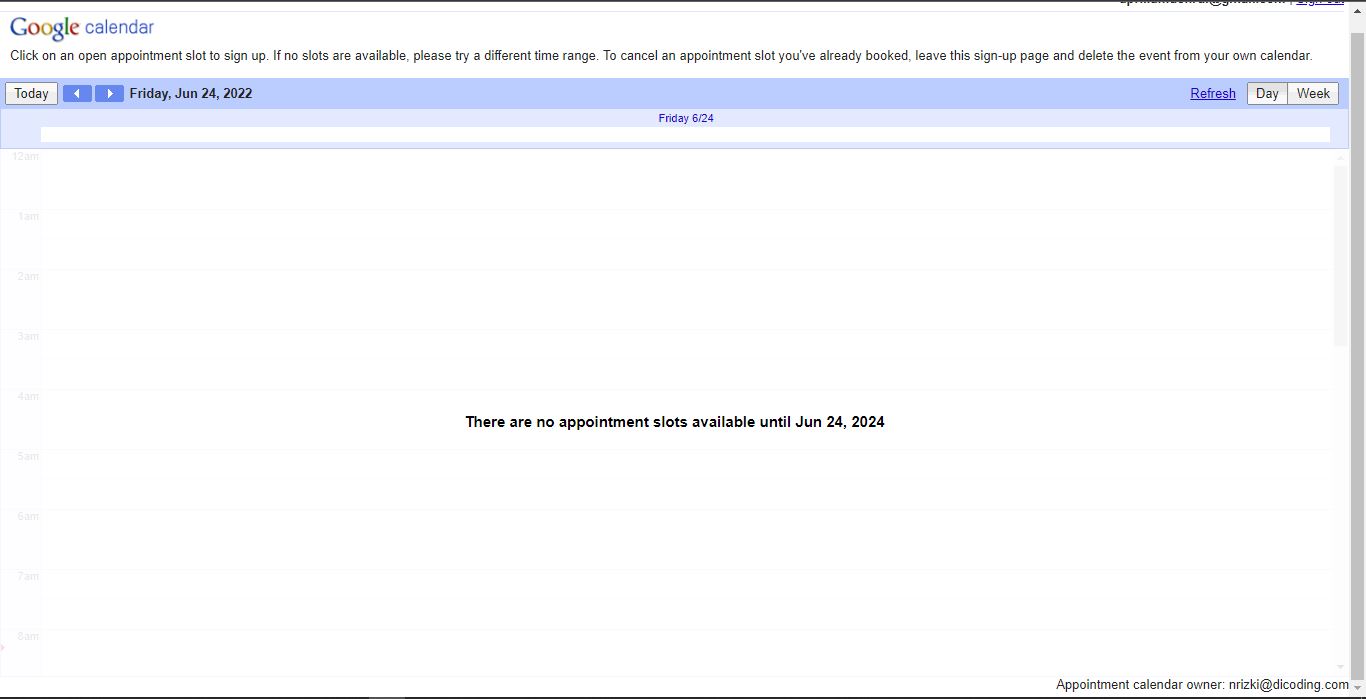 Google calendar
Click on an open appointment slot to sign up. If no slots are available, please try a different time range. To cancel an appointment slot you've already booked, leave this sign-up page and delete the event from your own calendar.
Today Friday, Jun 24, 2022 Refresh Day Week
Friday 6/24
12am
1am
2am
3am
4am
There are no appointment slots available until Jun 24, 2024
5am
6am
7am
8am
Appointment calendar owner: nrizki@dicoding.com